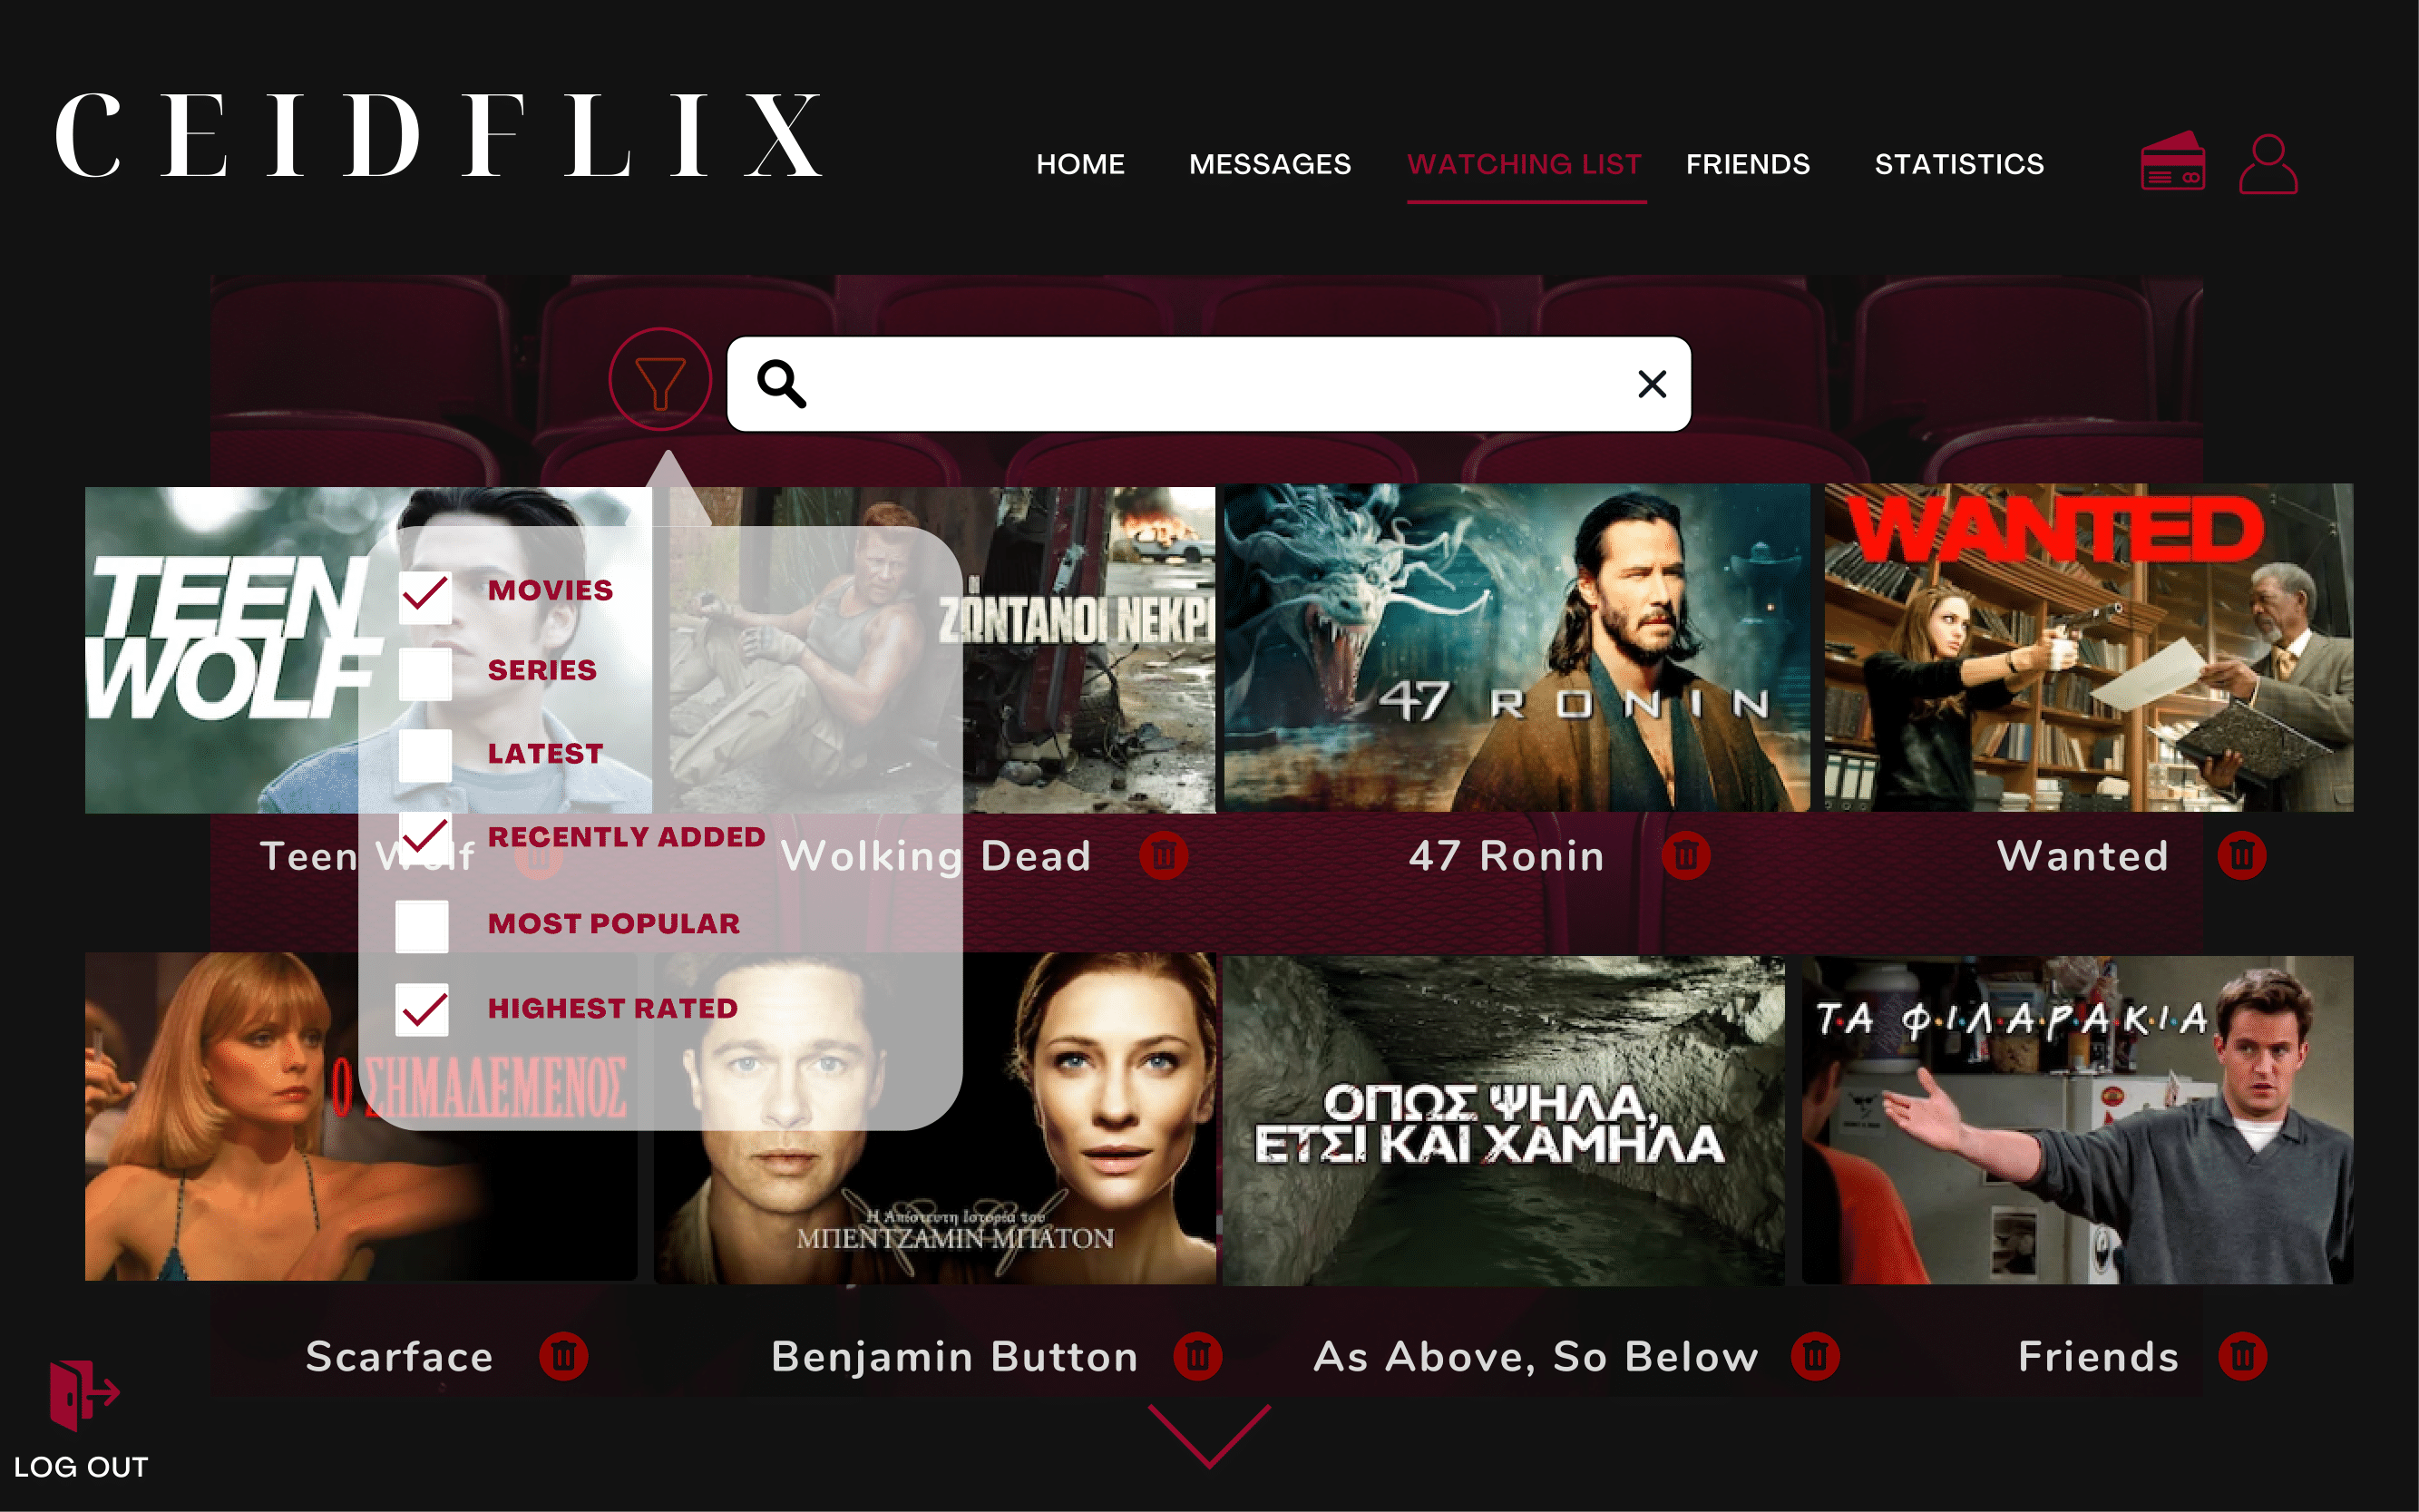 CEIDFLIX
HOME
MESSAGES
WATCHING LIST
FRIENDS
STATISTICS
TEEN
WOLF
MOVIES
SERIES
LATEST
RECENTLY ADDED
MOST POPULAR
HIGHEST RATED
ΟΙ
ΖΩΝΤΑΝΟΙ ΝΕΚΡΙ
47 RONIN
WANTED
Teen Wolf
Wolking Dead
47 Ronin
Wanted
Ο ΣΗΜΑΔΕΜΕΝΟΣ
Η Απίστευτη Ιστορία του
ΜΠΕΝΤΖΑΜΙΝ ΜΠΑΤΟΝ
ΟΠΩΣ ΨΗΛΑ,
ΕΤΣΙ ΚΑΙ ΧΑΜΗΛΑ
ΤΑ Φ·Ι·Λ·Α·Ρ·Α·Κ·Ι·Α
Scarface
Benjamin Button
As Above, So Below
Friends
LOG OUT